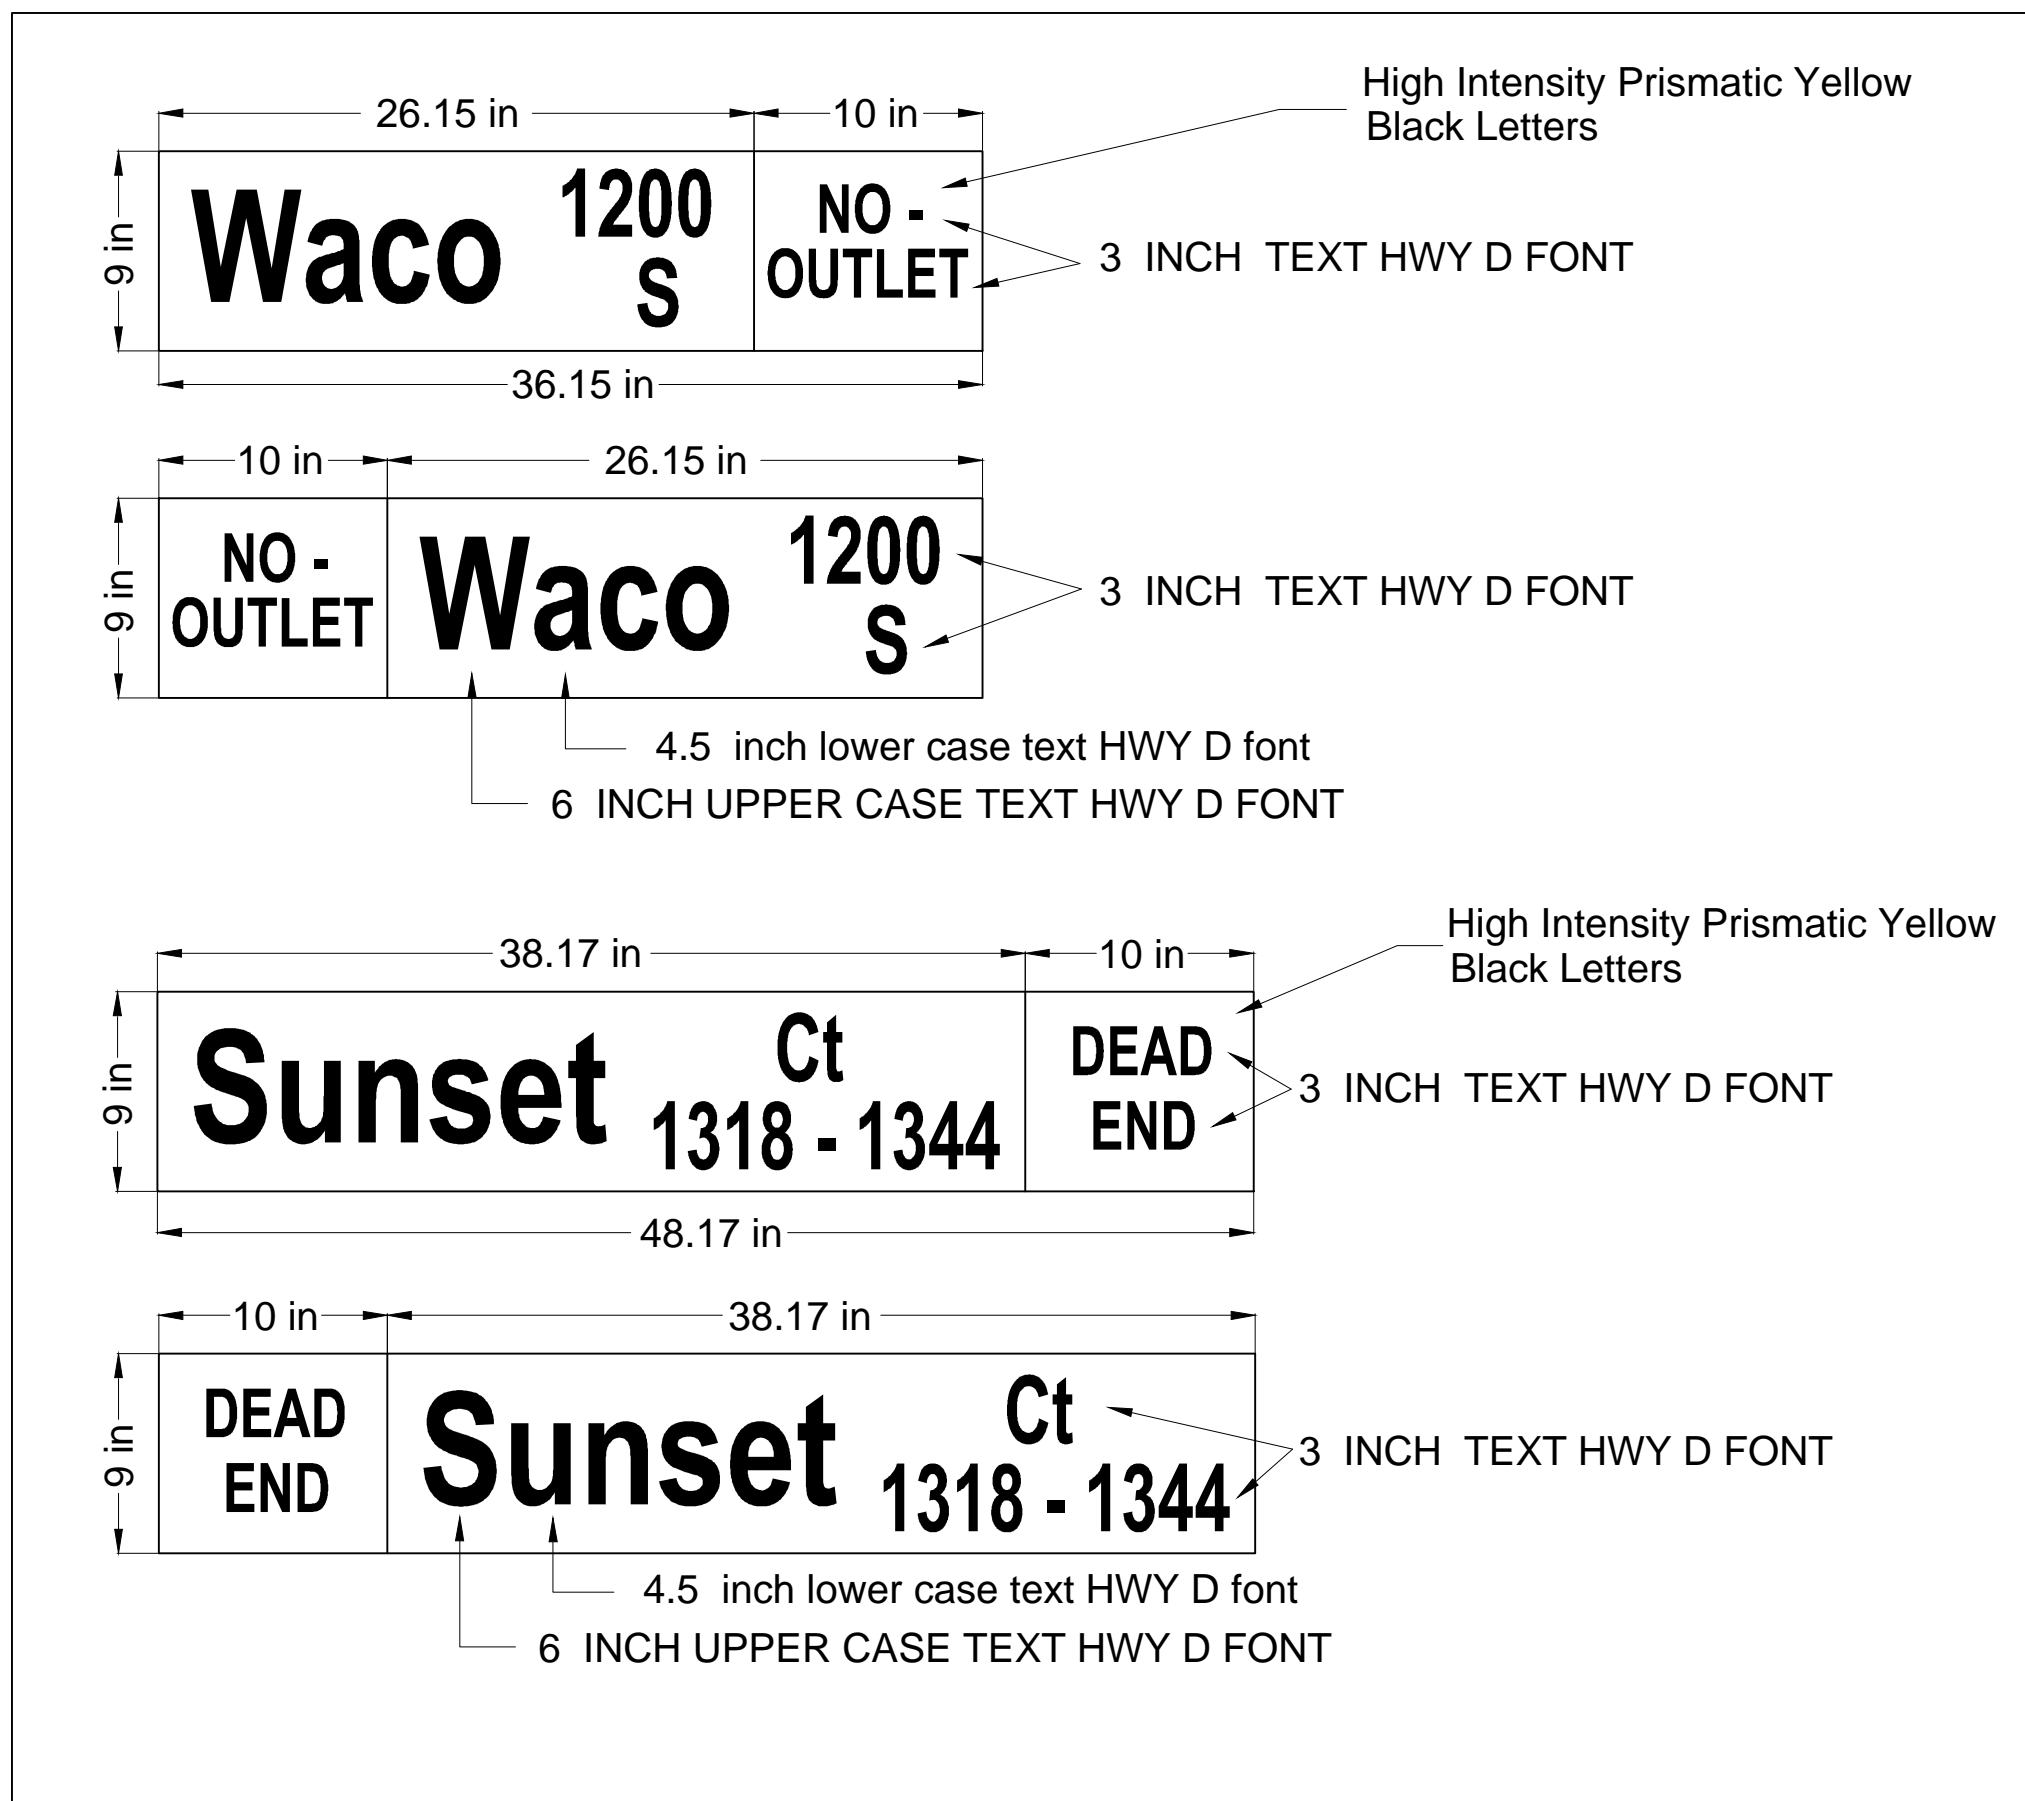 High Intensity Prismatic Yellow
Black Letters
26.15 in
10 in
9 in
Waco
1200
S
NO -
OUTLET
3 INCH TEXT HWY D FONT
36.15 in
10 in
26.15 in
9 in
NO -
OUTLET
Waco
1200
S
3 INCH TEXT HWY D FONT
4.5 inch lower case text HWY D font
6 INCH UPPER CASE TEXT HWY D FONT
High Intensity Prismatic Yellow
Black Letters
38.17 in
10 in
9 in
Sunset
Ct
1318 - 1344
DEAD
END
3 INCH TEXT HWY D FONT
48.17 in
10 in
38.17 in
9 in
DEAD
END
Sunset
Ct
1318 - 1344
3 INCH TEXT HWY D FONT
4.5 inch lower case text HWY D font
6 INCH UPPER CASE TEXT HWY D FONT